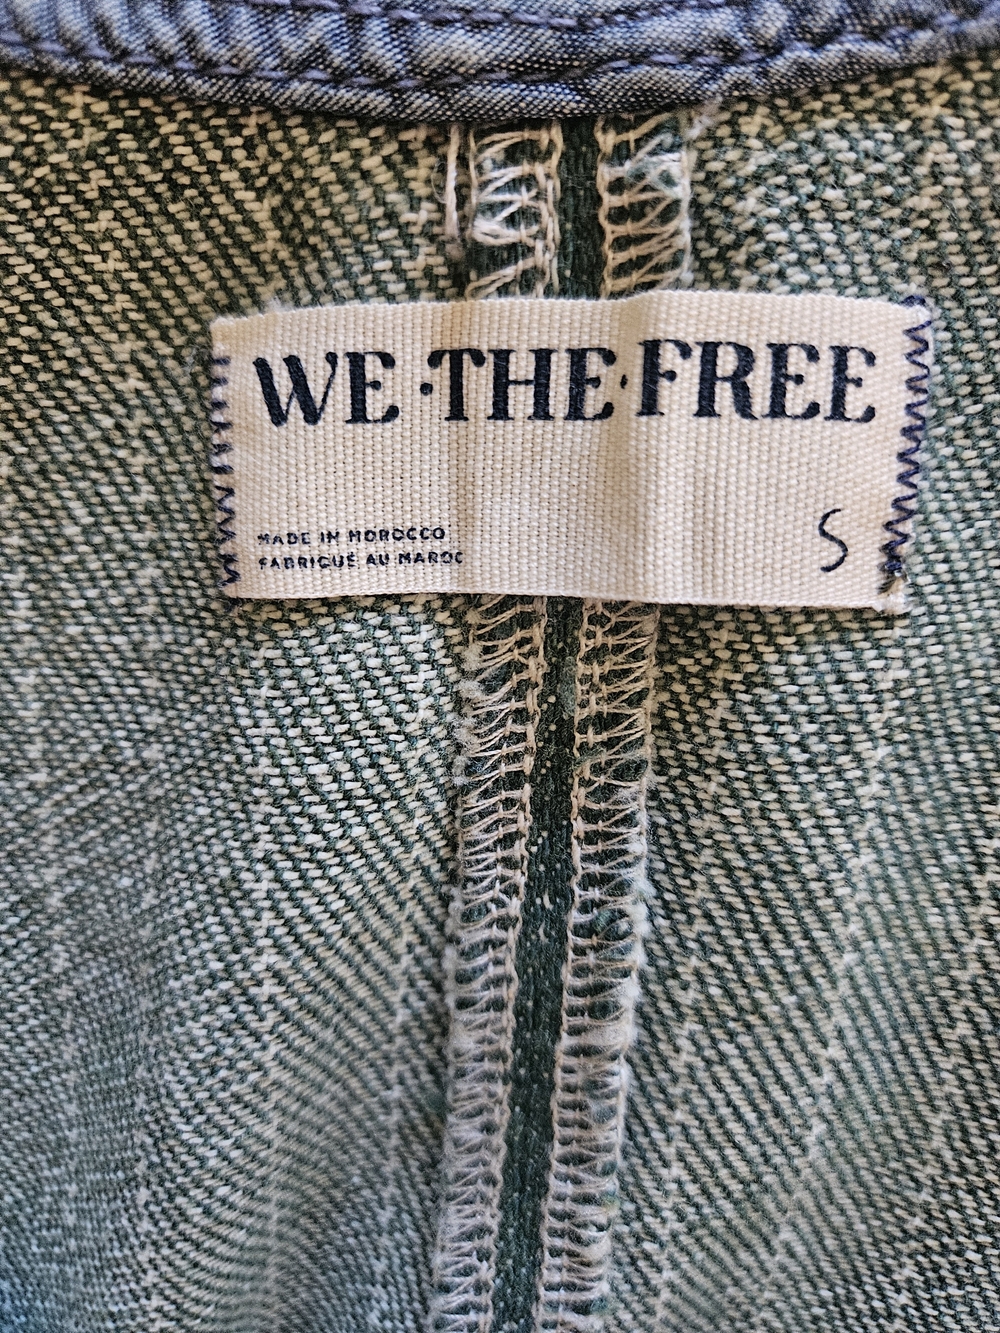 WE·THE·FREE
MADE IN MOROCCO
FABRIQUÉ AU MAROC
S